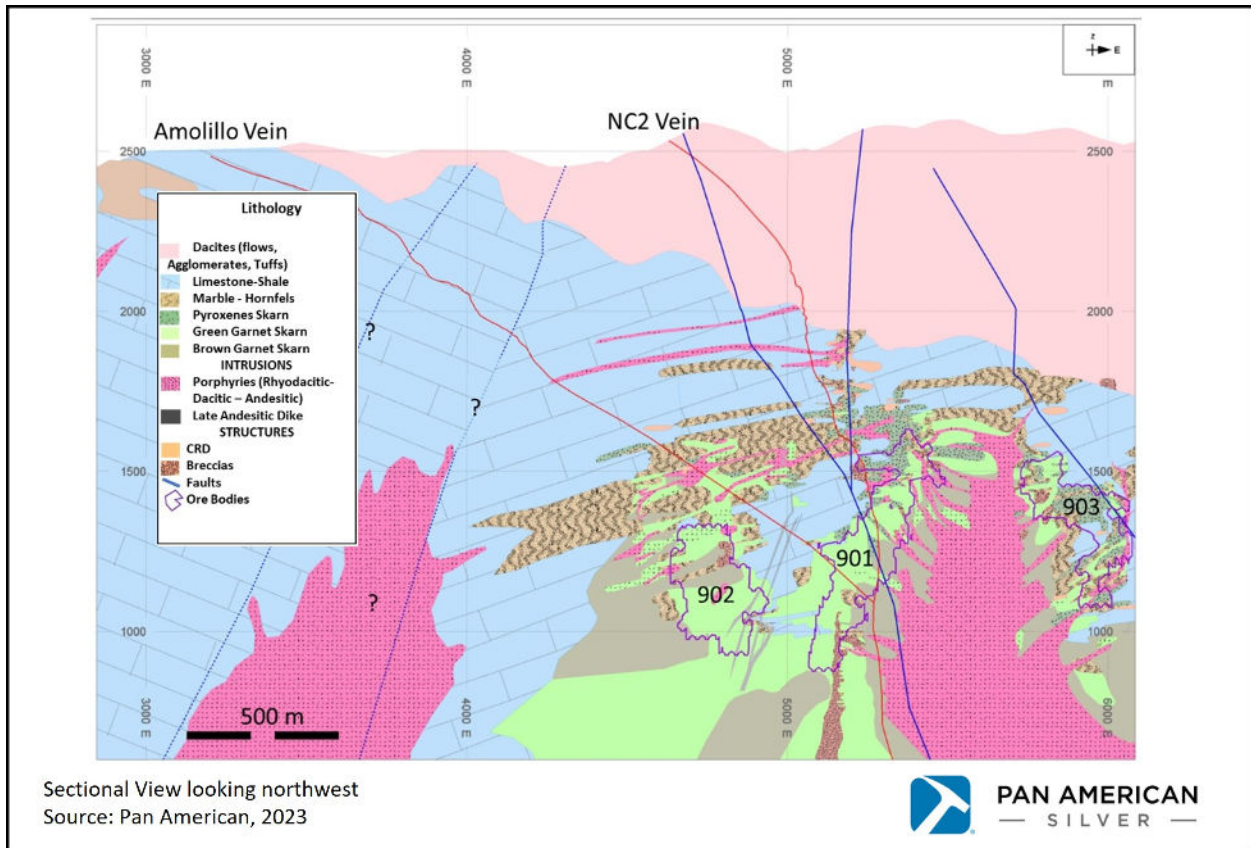 3000 m
4000 m
5000 m
m
z
E
Amolillo Vein
NC2 Vein
2500
2500
Lithology
Dacites (flows,
Agglomerates, Tuffs)
Limestone-Shale
Marble - Hornfels
Pyroxenes Skarn
Green Garnet Skarn
Brown Garnet Skarn
INTRUSIONS
Porphyries (Rhyodacitic-
Dacitic – Andesitic)
Late Andesitic Dike
STRUCTURES
CRD
Breccias
Faults
Ore Bodies
2000
2000
?
?
1500
1500
903
901
902
?
1000
1000
3000 m
4000 m
5000 m
6000 m
500 m
Sectional View looking northwest
Source: Pan American, 2023
PAN AMERICAN
SILVER